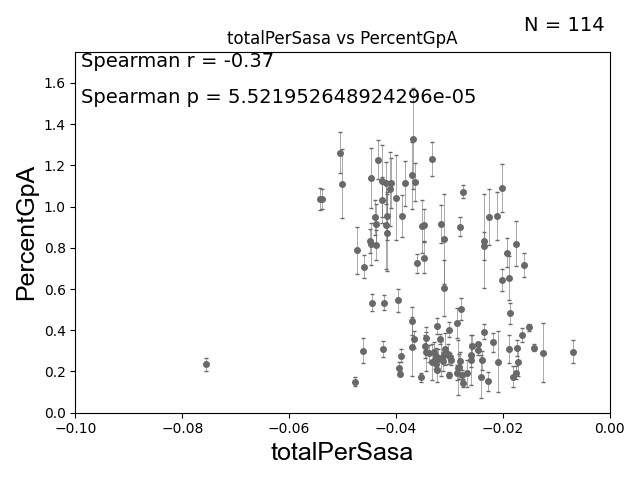 N = 114
totalPerSasa vs PercentGpA
Spearman r = -0.37
Spearman p = 5.521952648924296e-05
1.6
1.4
1.2
1.0
0.8
0.6
0.4
0.2
0.0
PercentGpA
−0.10 −0.08 −0.06 −0.04 −0.02 0.00
totalPerSasa